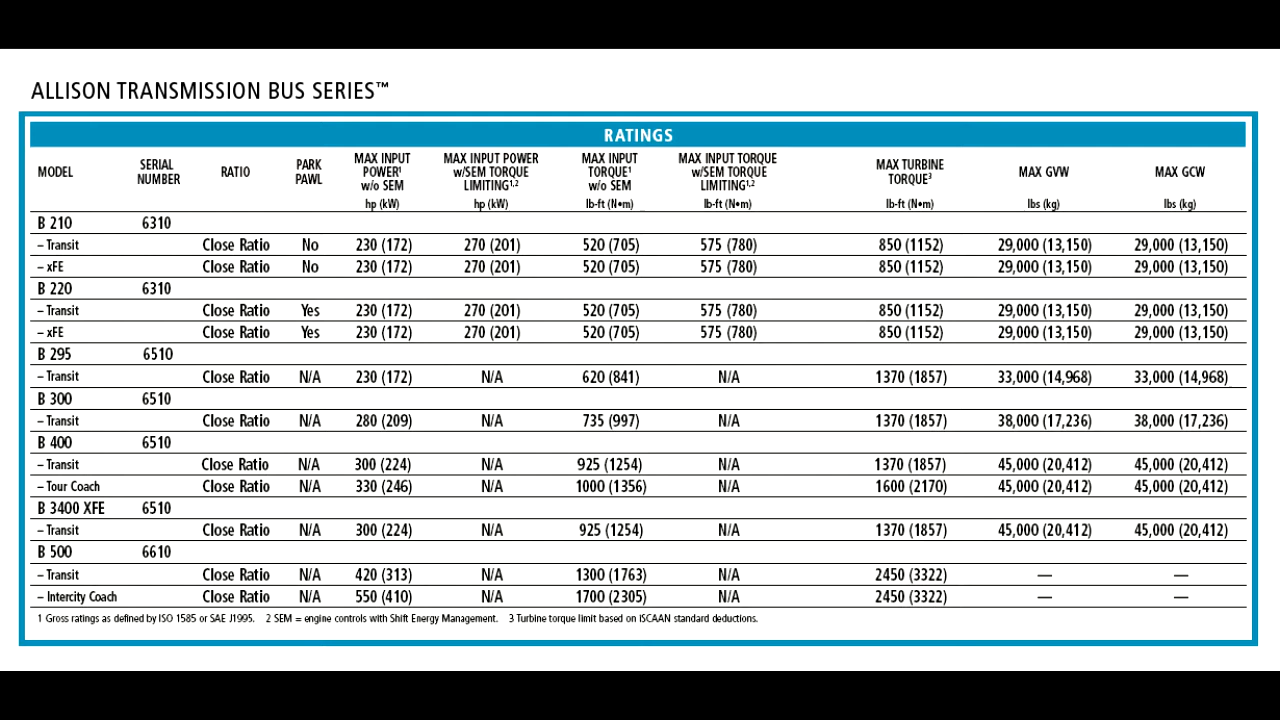 ALLISON TRANSMISSION BUS SERIES™
RATINGS
MODEL SERIAL NUMBER RATIO PARK PAWL MAX INPUT POWER¹ w/o SEM MAX INPUT POWER w/SEM TORQUE LIMITING¹,² MAX INPUT TORQUE¹ w/o SEM MAX INPUT TORQUE w/SEM TORQUE LIMITING¹,² MAX TURBINE TORQUE³ MAX GVW MAX GCW
hp (kW) hp (kW) lb-ft (N•m) lb-ft (N•m) lb-ft (N•m) lbs (kg) lbs (kg)
B 210 6310
– Transit Close Ratio No 230 (172) 270 (201) 520 (705) 575 (780) 850 (1152) 29,000 (13,150) 29,000 (13,150)
– xFE Close Ratio No 230 (172) 270 (201) 520 (705) 575 (780) 850 (1152) 29,000 (13,150) 29,000 (13,150)
B 220 6310
– Transit Close Ratio Yes 230 (172) 270 (201) 520 (705) 575 (780) 850 (1152) 29,000 (13,150) 29,000 (13,150)
– xFE Close Ratio Yes 230 (172) 270 (201) 520 (705) 575 (780) 850 (1152) 29,000 (13,150) 29,000 (13,150)
B 295 6510
– Transit Close Ratio N/A 230 (172) N/A 620 (841) N/A 1370 (1857) 33,000 (14,968) 33,000 (14,968)
B 300 6510
– Transit Close Ratio N/A 280 (209) N/A 735 (997) N/A 1370 (1857) 38,000 (17,236) 38,000 (17,236)
B 400 6510
– Transit Close Ratio N/A 300 (224) N/A 925 (1254) N/A 1370 (1857) 45,000 (20,412) 45,000 (20,412)
– Tour Coach Close Ratio N/A 330 (246) N/A 1000 (1356) N/A 1600 (2170) 45,000 (20,412) 45,000 (20,412)
B 3400 XFE 6510
– Transit Close Ratio N/A 300 (224) N/A 925 (1254) N/A 1370 (1857) 45,000 (20,412) 45,000 (20,412)
B 500 6610
– Transit Close Ratio N/A 420 (313) N/A 1300 (1763) N/A 2450 (3322) — —
– Intercity Coach Close Ratio N/A 550 (410) N/A 1700 (2305) N/A 2450 (3322) — —
1 Gross ratings as defined by ISO 1585 or SAE J1995. 2 SEM = engine controls with Shift Energy Management. 3 Turbine torque limit based on iSCAAN standard deductions.